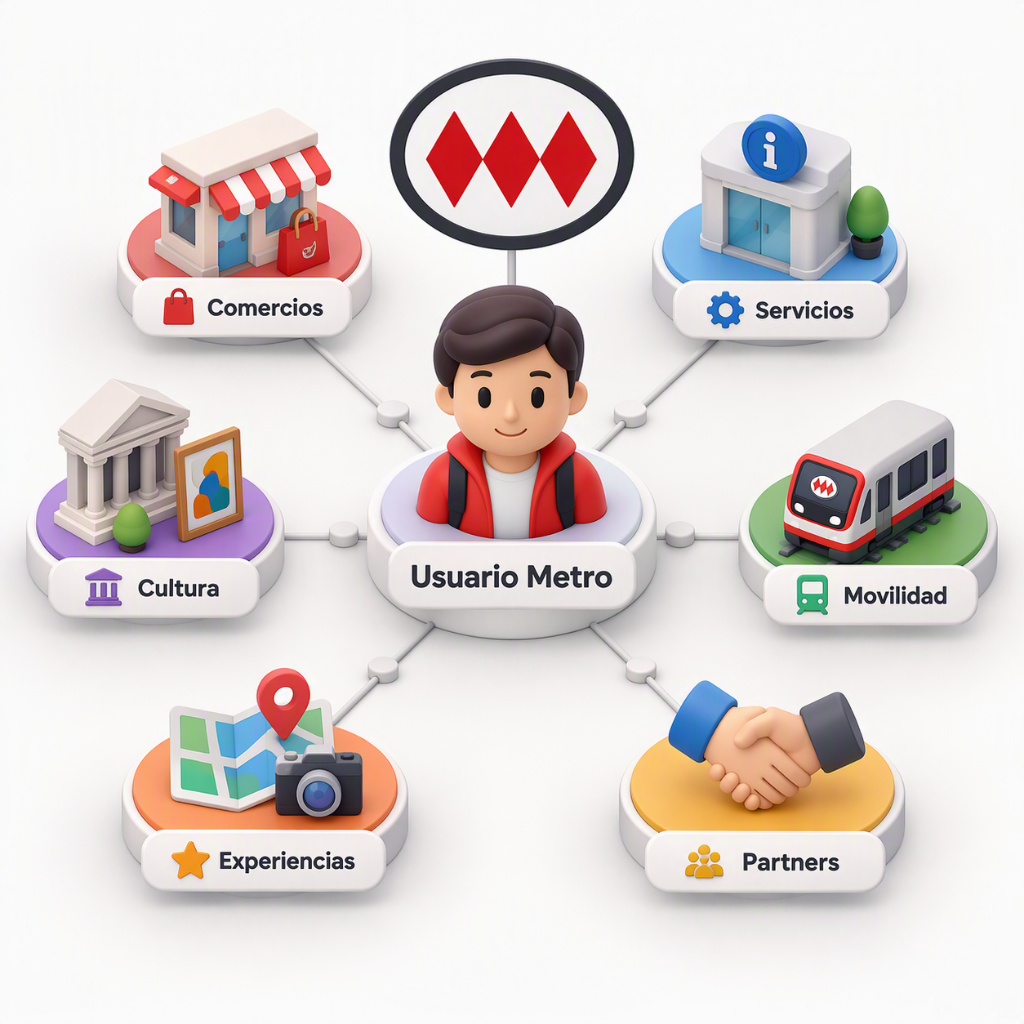 Comercios
Servicios
Cultura
Usuario Metro
Movilidad
Experiencias
Partners